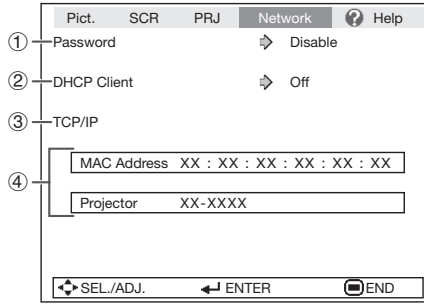 Pict. SCR PRJ Network ? Help
① Password Disable
② DHCP Client Off
③ TCP/IP
④
MAC Address XX : XX : XX : XX : XX : XX
Projector XX-XXXX
SEL./ADJ. ENTER END